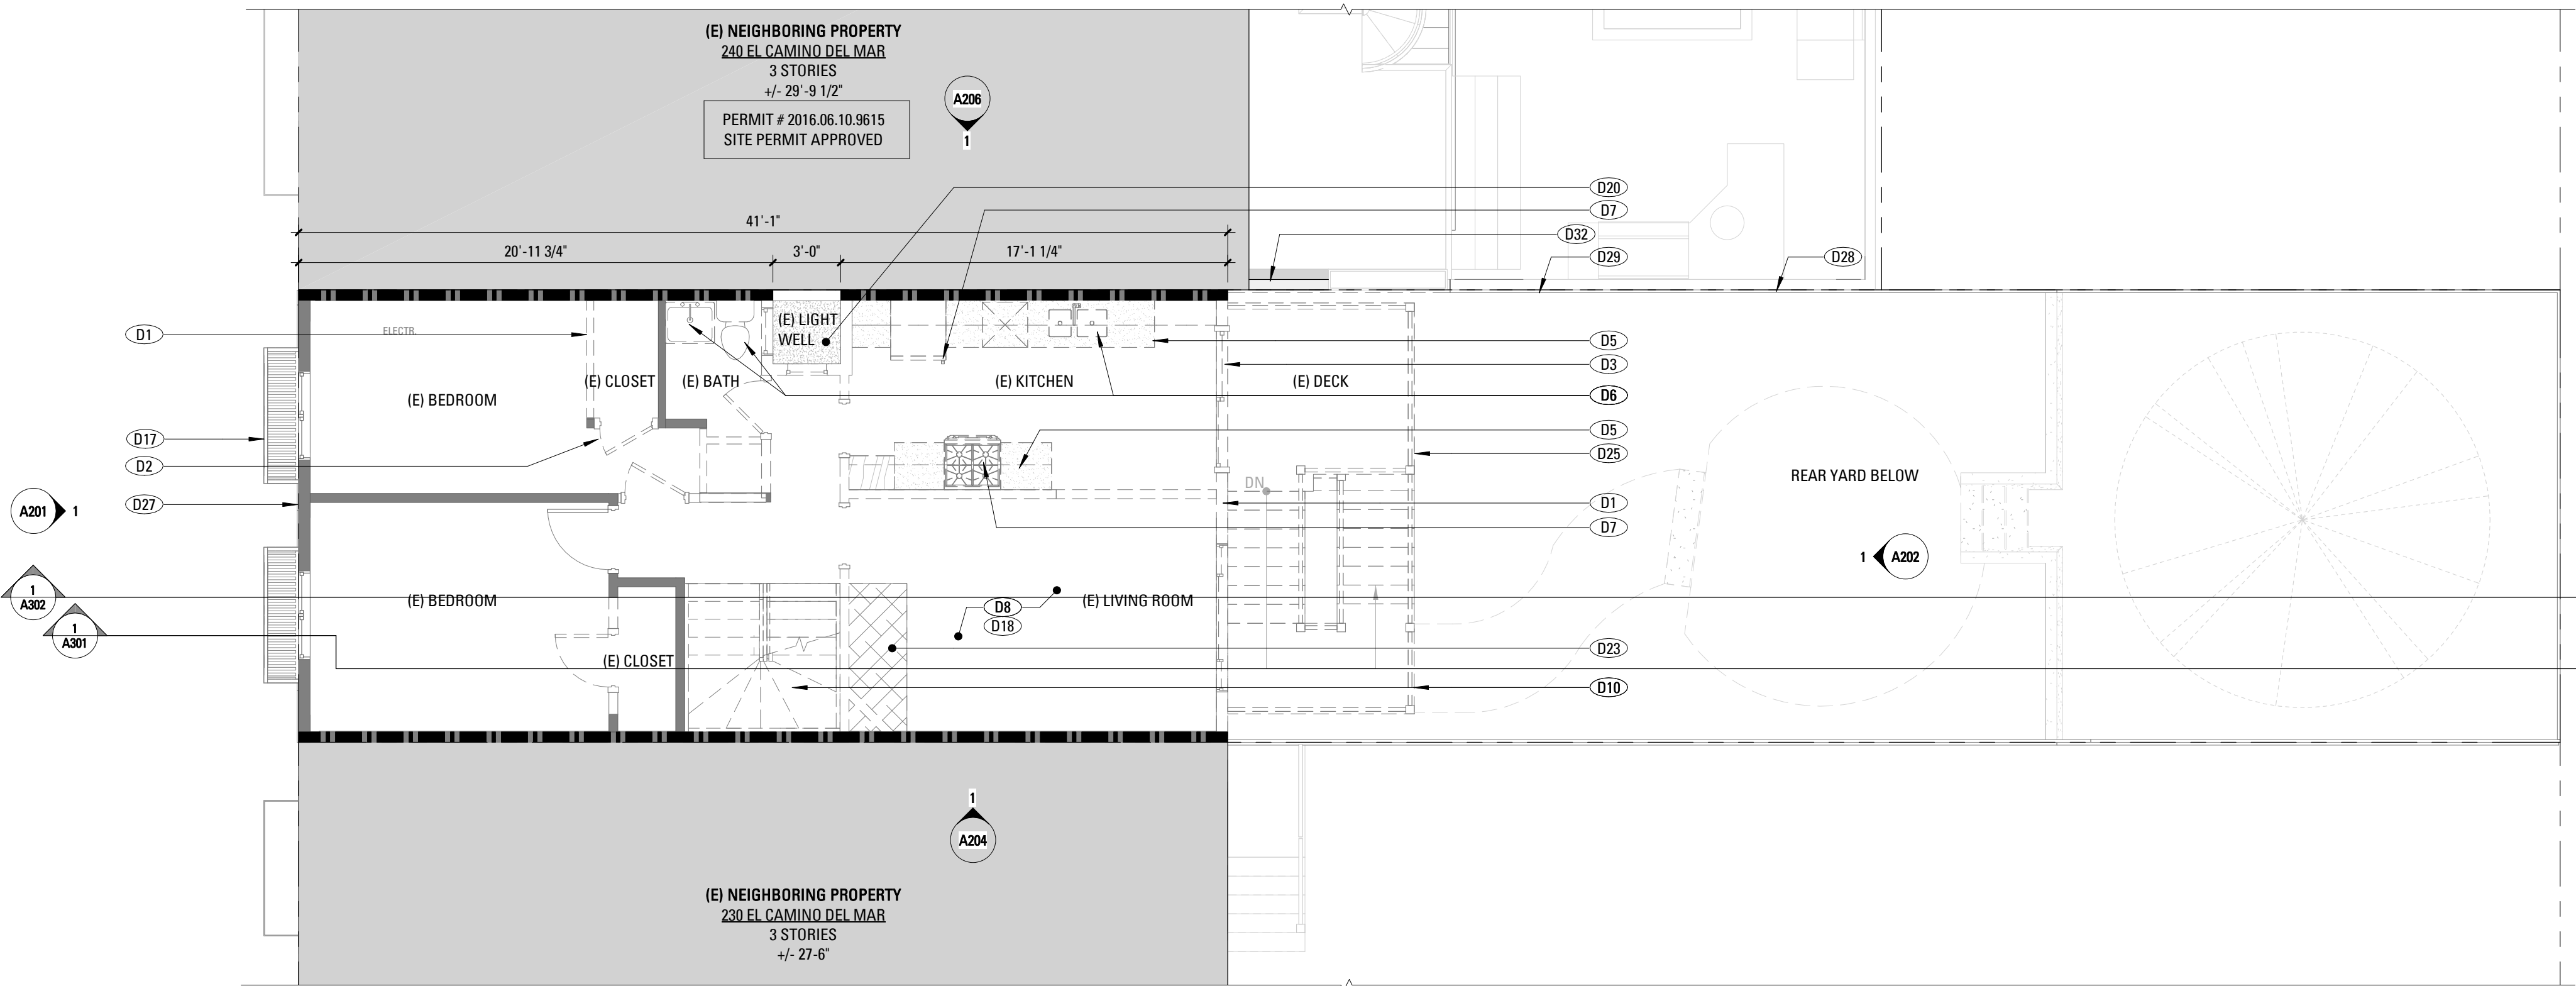 (E) NEIGHBORING PROPERTY
240 EL CAMINO DEL MAR
3 STORIES
+/- 29'-9 1/2"
PERMIT # 2016.06.10.9615
SITE PERMIT APPROVED
A206
1
41'-1"
20'-11 3/4"
3'-0"
17'-1 1/4"
D20
D7
D32
D29
D28
D1
ELECTR.
(E) LIGHT
WELL
D5
D3
(E) BEDROOM
(E) CLOSET
(E) BATH
(E) KITCHEN
(E) DECK
D6
D17
D2
D5
D25
REAR YARD BELOW
DN
D27
A201
1
D1
D7
1
A202
1
A302
1
A301
(E) BEDROOM
D8
D18
(E) LIVING ROOM
(E) CLOSET
D23
D10
1
A204
(E) NEIGHBORING PROPERTY
230 EL CAMINO DEL MAR
3 STORIES
+/- 27-6"